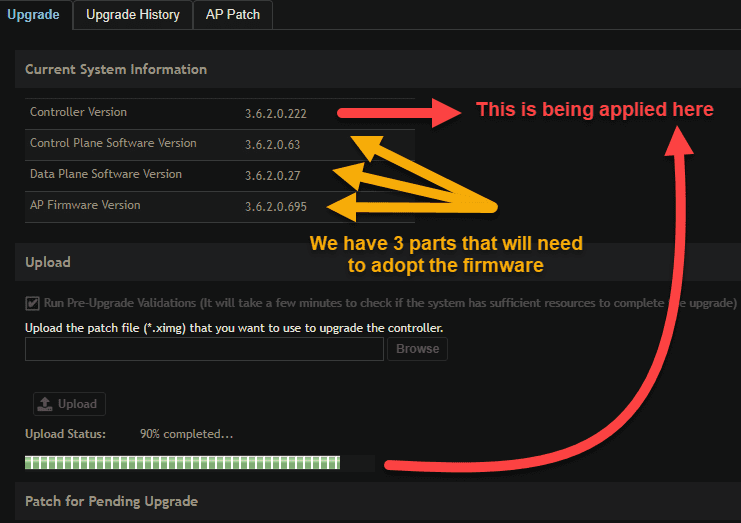 Upgrade
Upgrade History
AP Patch
Current System Information
Controller Version 3.6.2.0.222
This is being applied here
Control Plane Software Version 3.6.2.0.63
Data Plane Software Version 3.6.2.0.27
AP Firmware Version 3.6.2.0.695
We have 3 parts that will need
to adopt the firmware
Upload
Run Pre-Upgrade Validations (It will take a few minutes to check if the system has sufficient resources to complete the upgrade)
Upload the patch file (*.ximg) that you want to use to upgrade the controller.
Browse
Upload
Upload Status: 90% completed...
Patch for Pending Upgrade